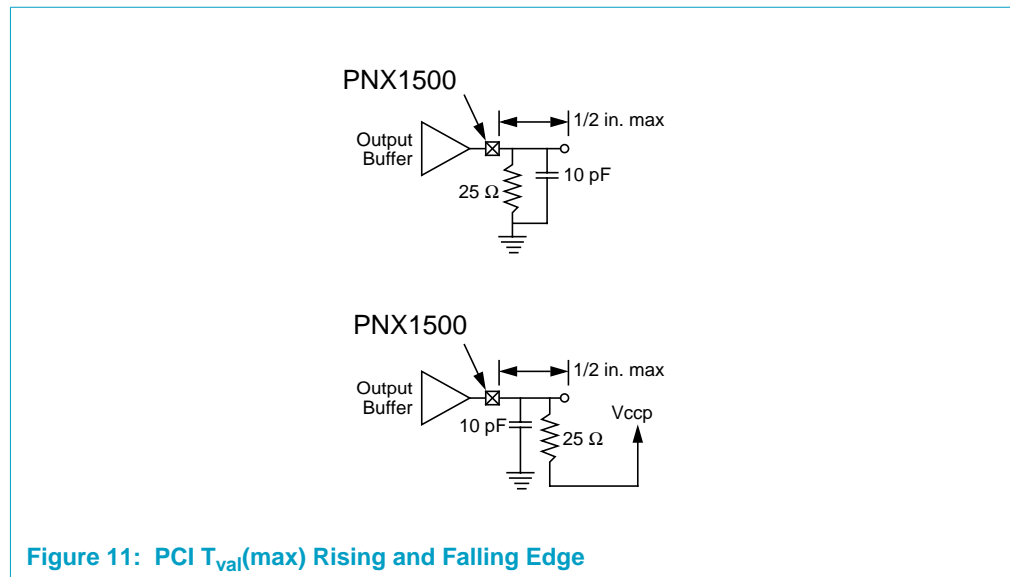 PNX1500
1/2 in. max
Output
Buffer
10 pF
25 Ω
PNX1500
1/2 in. max
Output
Buffer
Vccp
10 pF
25 Ω
Figure 11: PCI Tval(max) Rising and Falling Edge